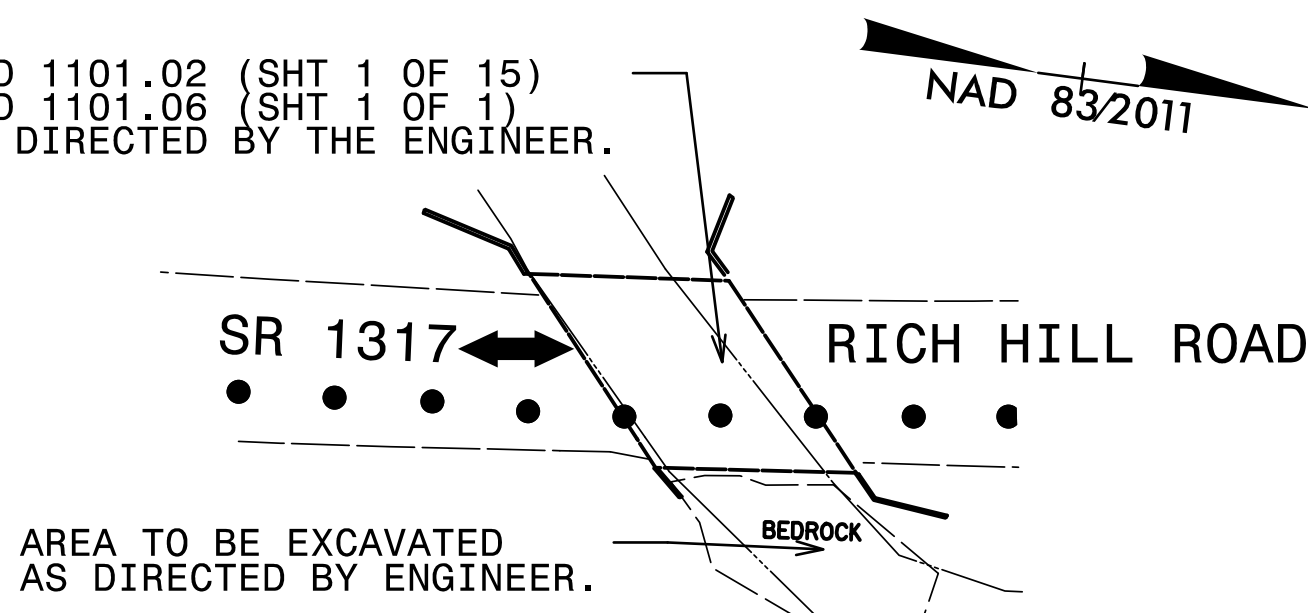 1101.02 (SHT 1 OF 15)
1101.06 (SHT 1 OF 1)
DIRECTED BY THE ENGINEER.
NAD 83/2011
SR 1317
RICH HILL ROAD
BEDROCK
AREA TO BE EXCAVATED
AS DIRECTED BY ENGINEER.